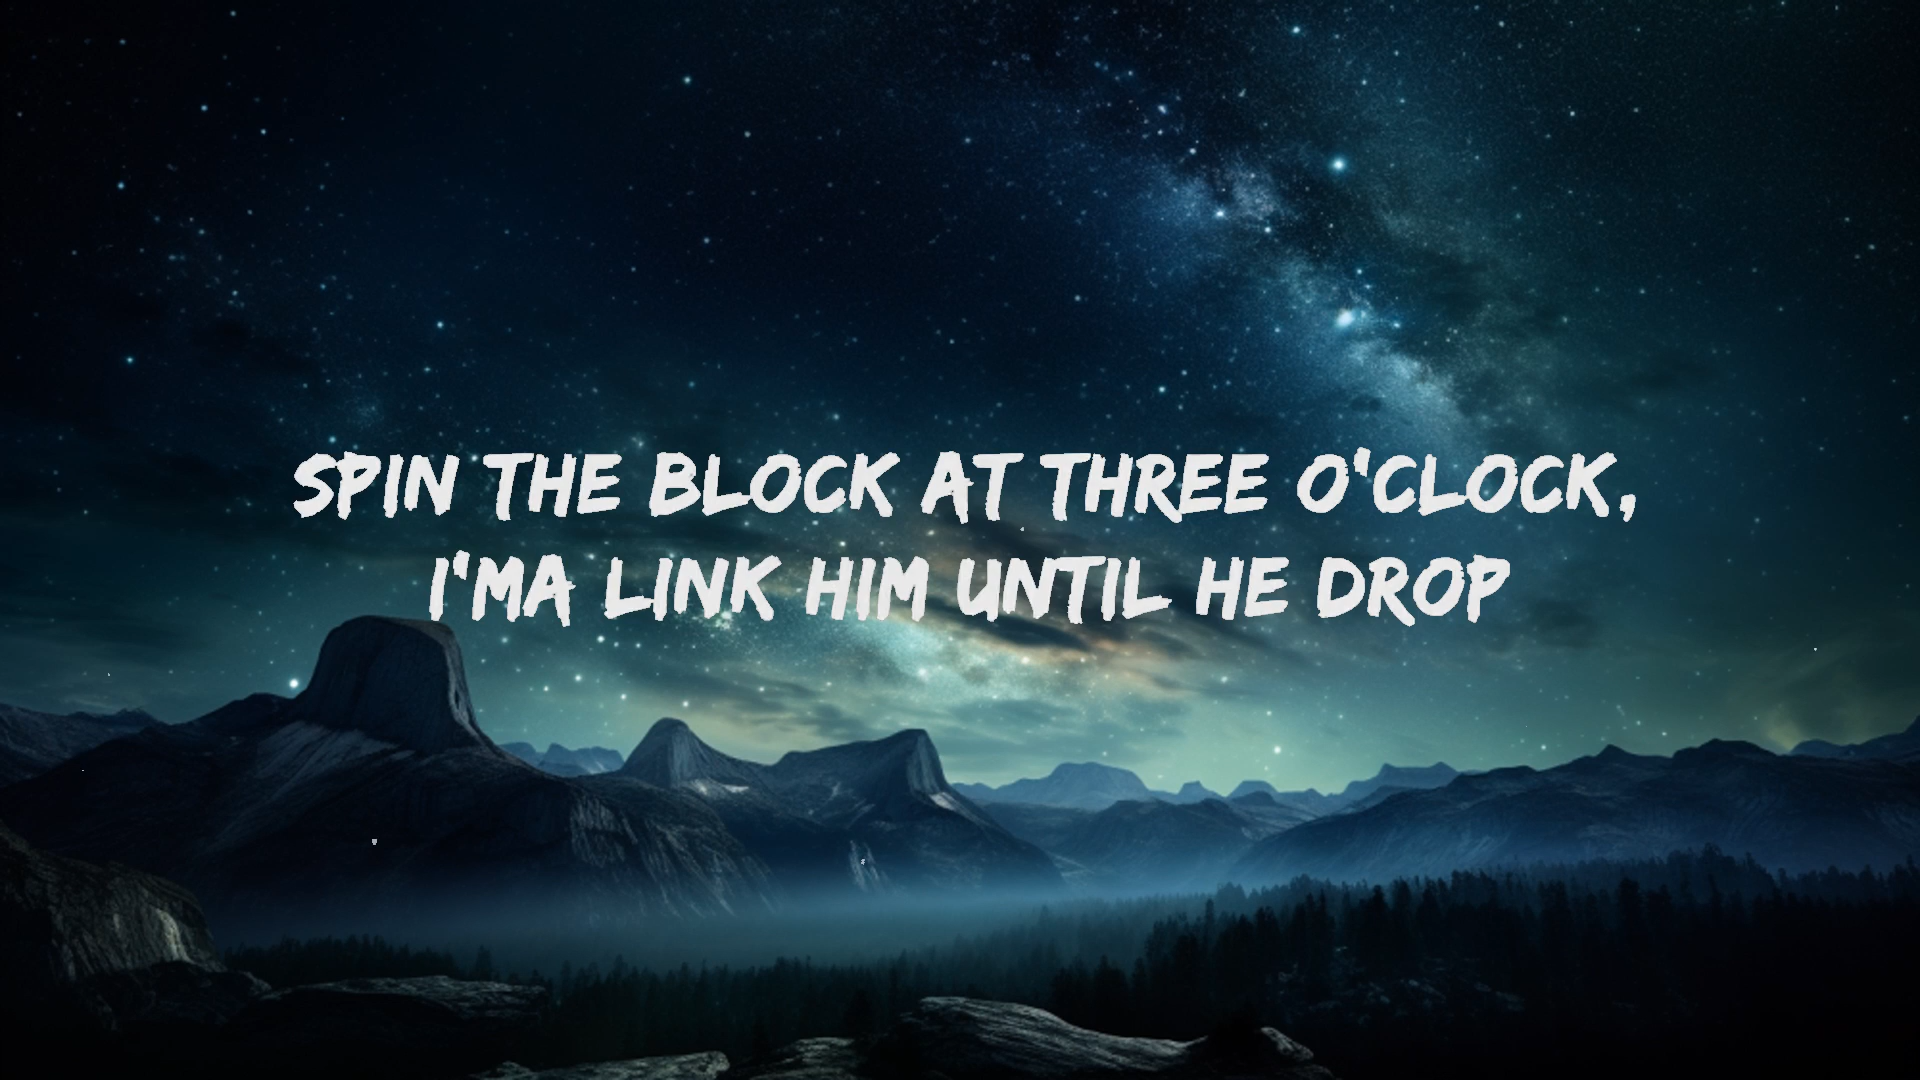 SPIN THE BLOCK AT THREE O'CLOCK,
I'MA LINK HIM UNTIL HE DROP